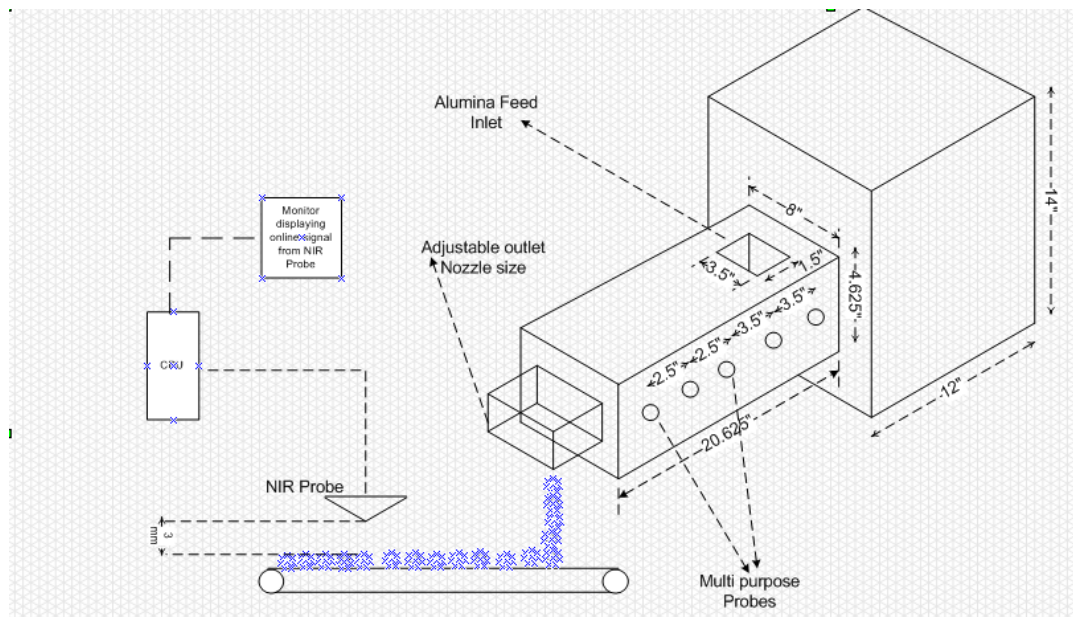 Alumina Feed
Inlet
Monitor
displaying
online signal
from NIR
Probe
Adjustable outlet
Nozzle size
CPU
NIR Probe
3
mm
8"
14"
3.5"
1.5"
4.625"
2.5"
2.5"
3.5"
3.5"
20.625"
12"
Multi purpose
Probes